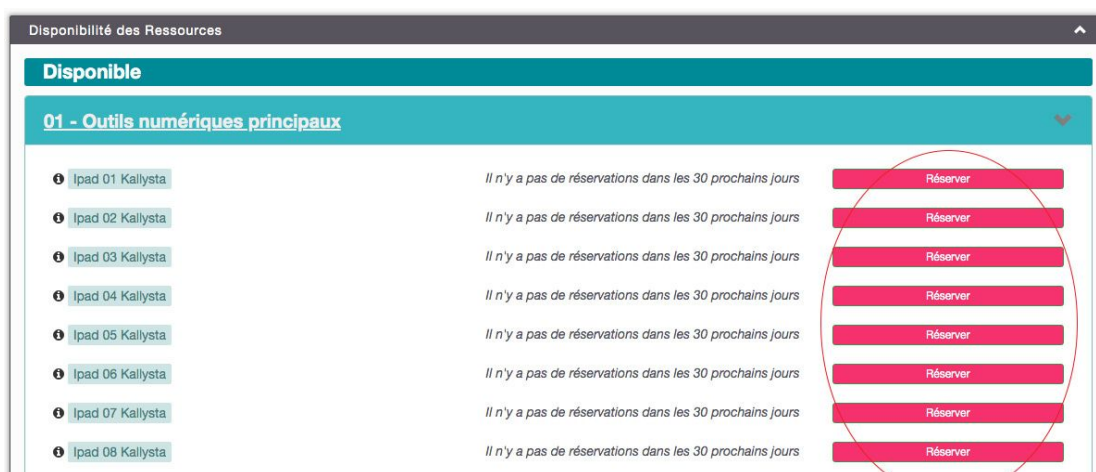 Disponibilité des Ressources
Disponible
01 - Outils numériques principaux
Ipad 01 Kallysta Il n'y a pas de réservations dans les 30 prochains jours Réserver
Ipad 02 Kallysta Il n'y a pas de réservations dans les 30 prochains jours Réserver
Ipad 03 Kallysta Il n'y a pas de réservations dans les 30 prochains jours Réserver
Ipad 04 Kallysta Il n'y a pas de réservations dans les 30 prochains jours Réserver
Ipad 05 Kallysta Il n'y a pas de réservations dans les 30 prochains jours Réserver
Ipad 06 Kallysta Il n'y a pas de réservations dans les 30 prochains jours Réserver
Ipad 07 Kallysta Il n'y a pas de réservations dans les 30 prochains jours Réserver
Ipad 08 Kallysta Il n'y a pas de réservations dans les 30 prochains jours Réserver